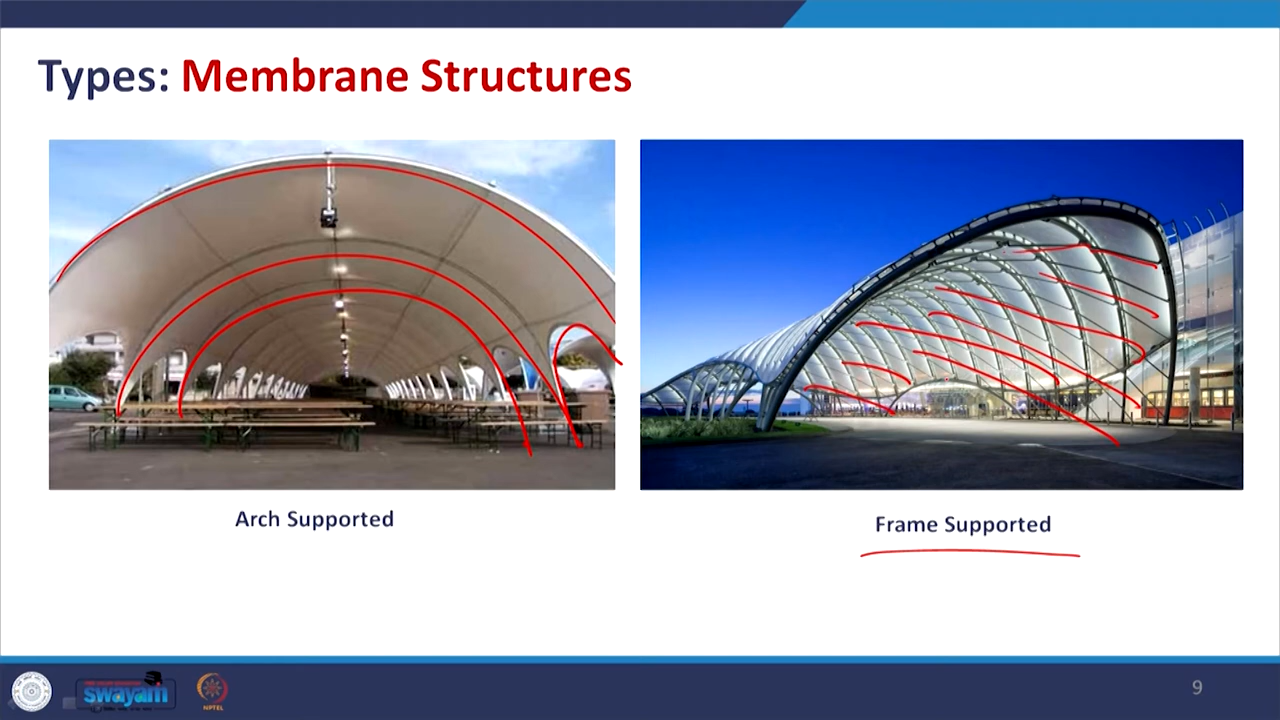 Types: Membrane Structures
Arch Supported
Frame Supported
swayam
NPTEL
9